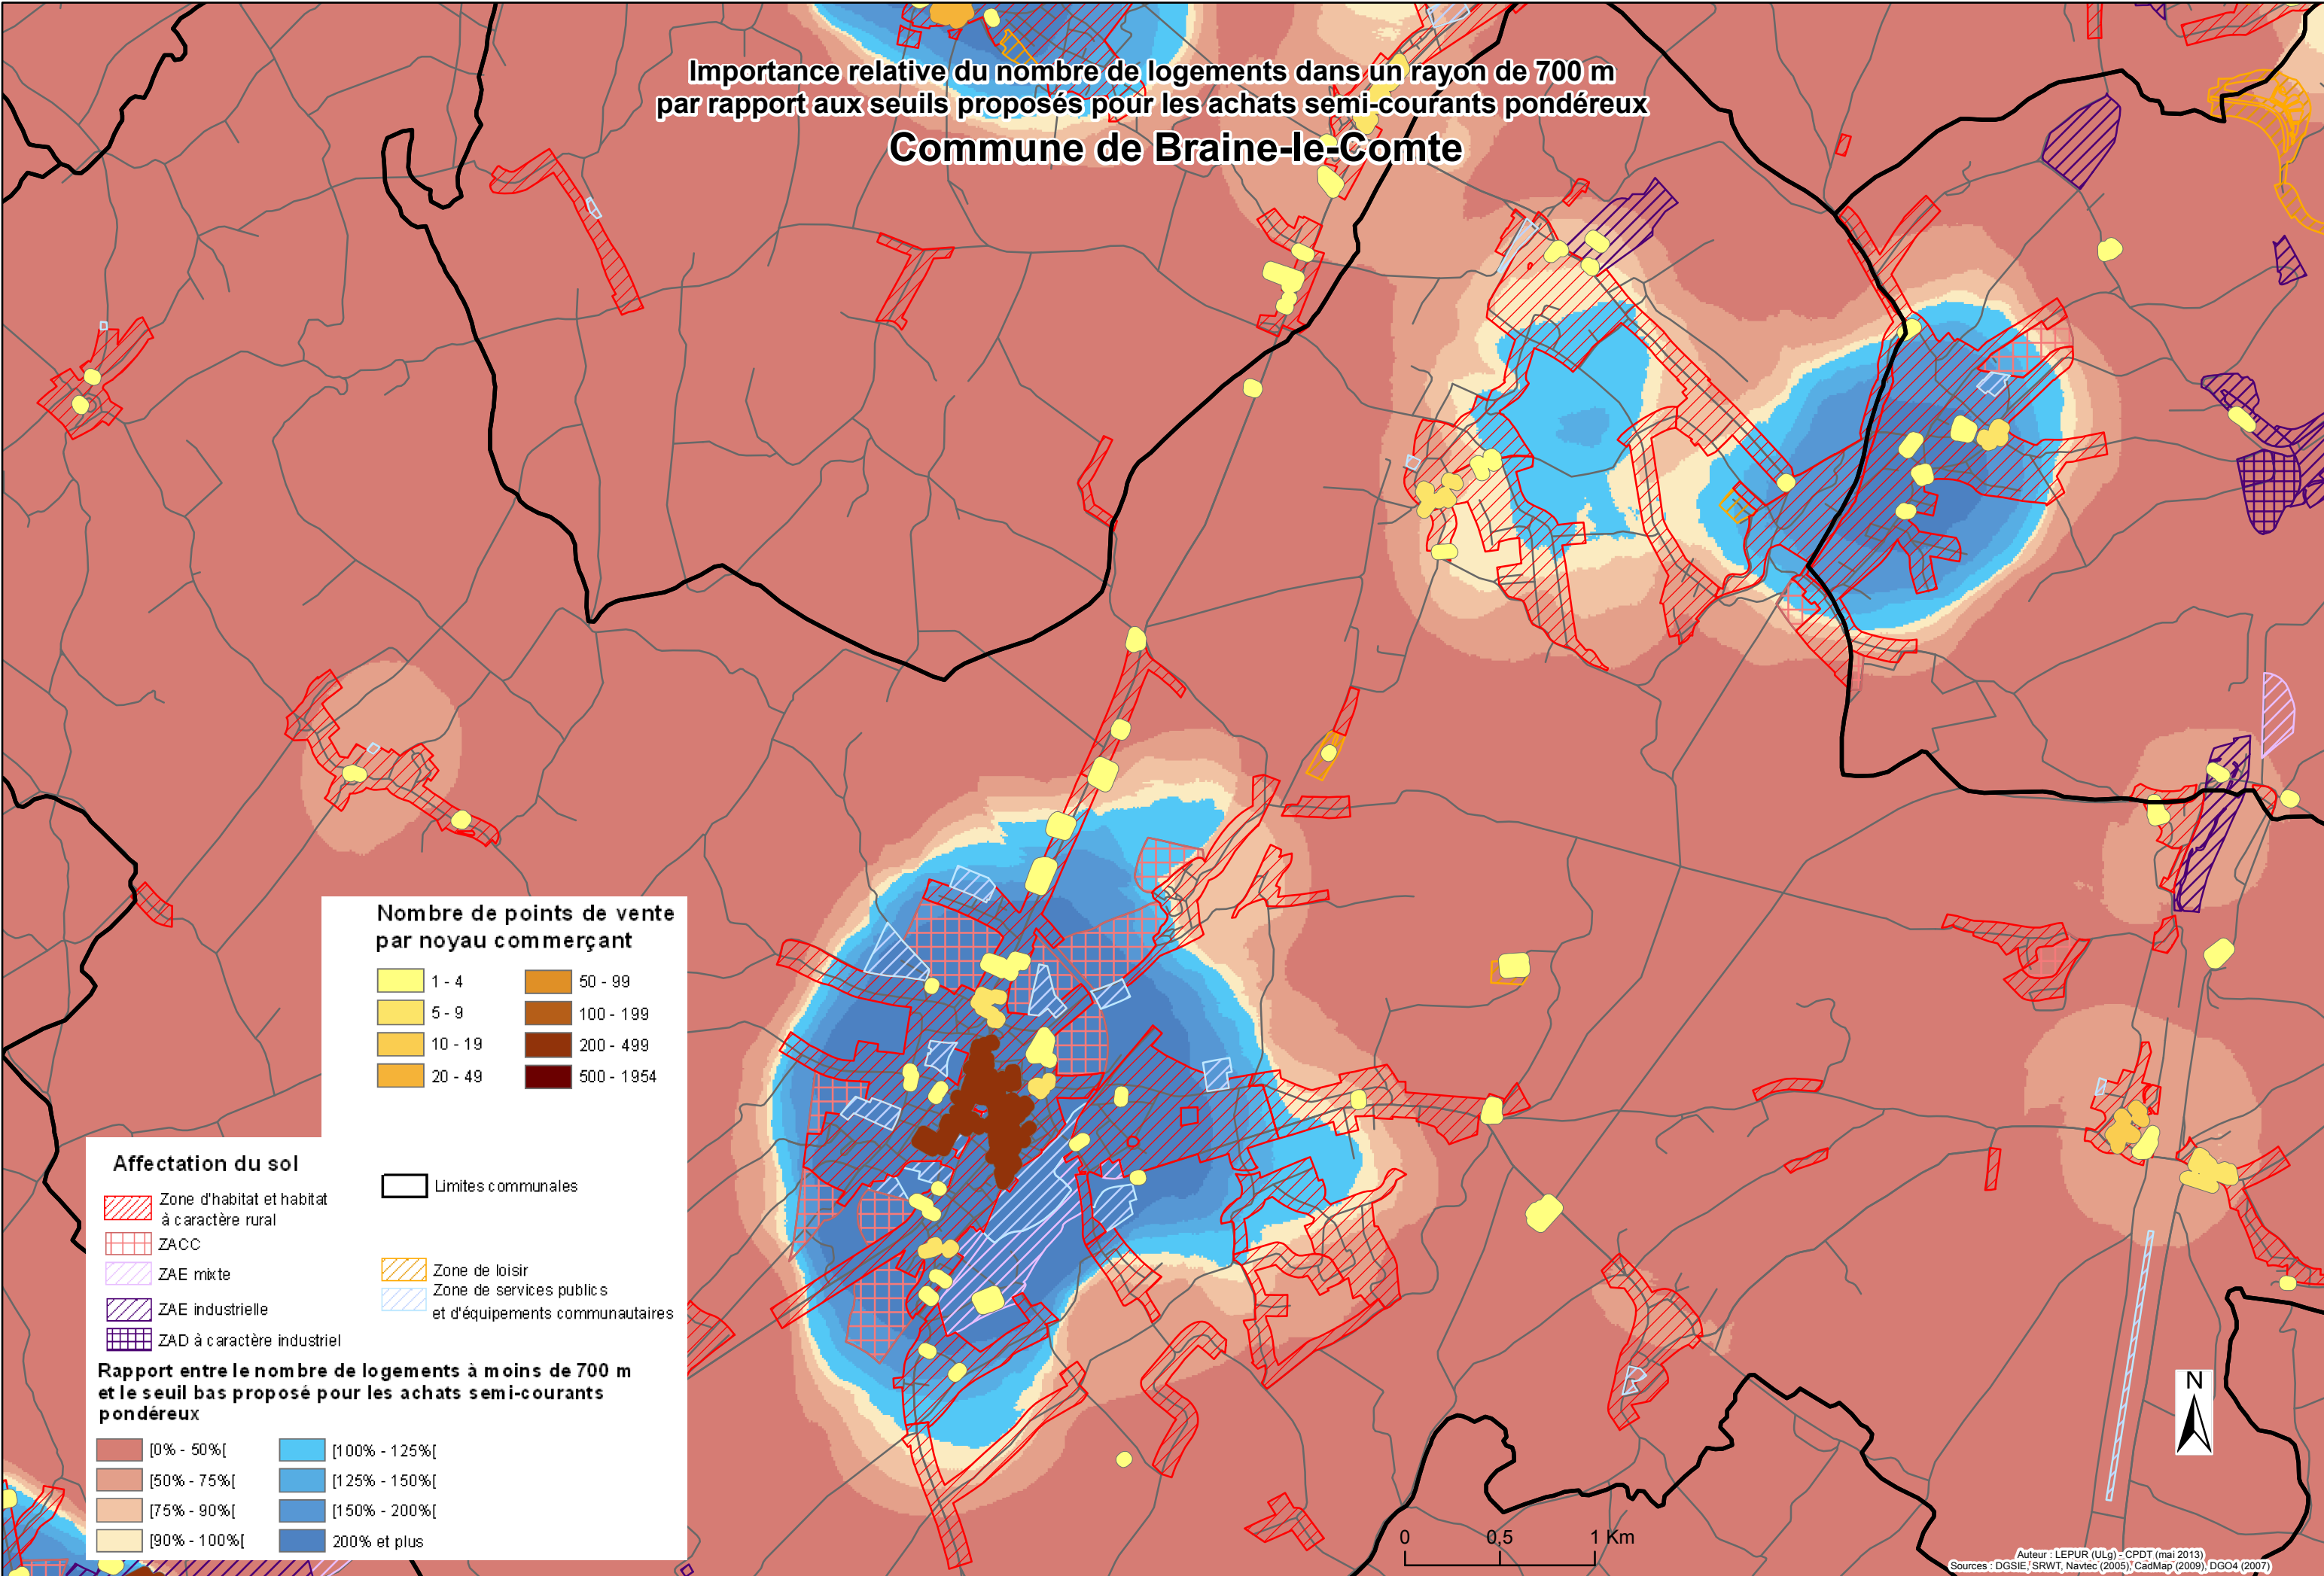 Importance relative du nombre de logements dans un rayon de 700 m
par rapport aux seuils proposés pour les achats semi-courants pondéreux
Commune de Braine-le-Comte
Nombre de points de vente
par noyau commerçant
1 - 4
50 - 99
5 - 9
100 - 199
10 - 19
200 - 499
20 - 49
500 - 1954
Affectation du sol
Zone d'habitat et habitat
à caractère rural
ZACC
ZAE mixte
ZAE industrielle
ZAD à caractère industriel
Limites communales
Zone de loisir
Zone de services publics
et d'équipements communautaires
Rapport entre le nombre de logements à moins de 700 m
et le seuil bas proposé pour les achats semi-courants
pondéreux
[0% - 50%[
[100% - 125%[
[50% - 75%[
[125% - 150%[
[75% - 90%[
[150% - 200%[
[90% - 100%[
200% et plus
N
0 0,5 1 Km
Auteur : LEPUR (ULg) - CPDT (mai 2013)
Sources : DGSIE, SRWT, Navtec (2005), CadMap (2009), DGO4 (2007)